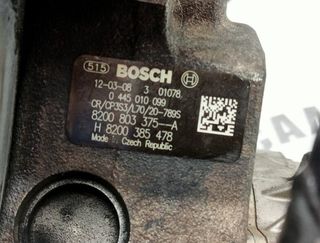 515 BOSCH
12-03-08 3 01078
0 445 010 099
CR/CP3S3/L70/20-789S
8200 803 375---A
H 8200 385 478
Made Czech Republic